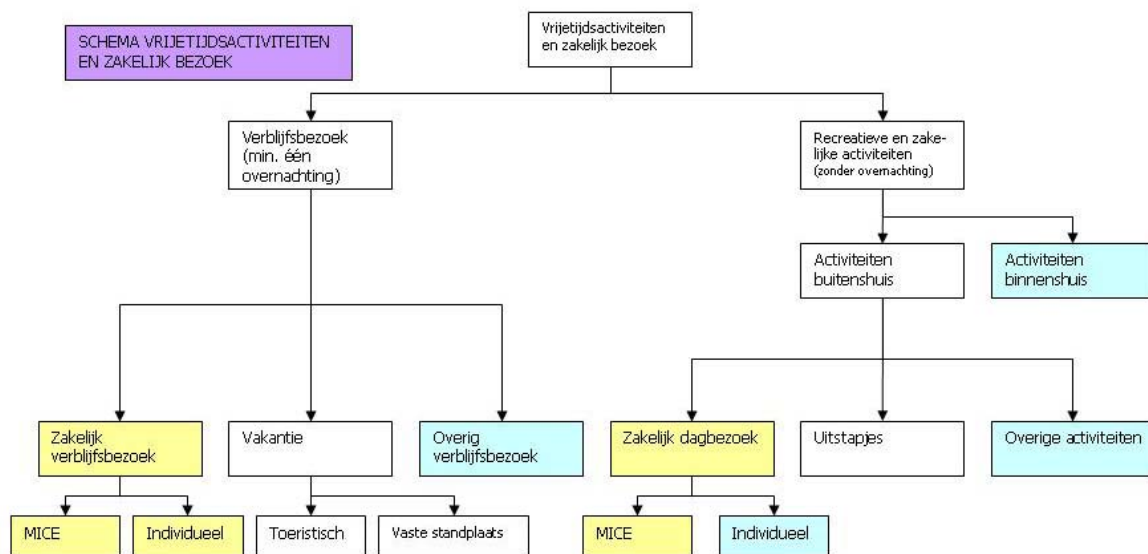 SCHEMA VRIJETIJDSACTIVITEITEN
EN ZAKELIJK BEZOEK
Vrijetijdsactiviteiten
en zakelijk bezoek
Verblijfsbezoek
(min. één
overnachting)
Recreatieve en zake-
lijke activiteiten
(zonder overnachting)
Activiteiten
buitenshuis
Activiteiten
binnenshuis
Zakelijk
verblijfsbezoek
Vakantie
Overig
verblijfsbezoek
Zakelijk dagbezoek
Uitstapjes
Overige activiteiten
MICE
Individueel
Toeristisch
Vaste standplaats
MICE
Individueel